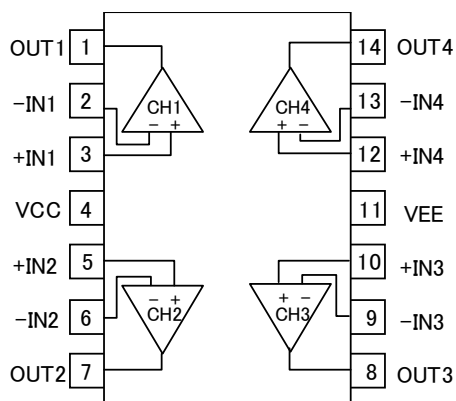 OUT1 1 14 OUT4
-IN1 2 CH1 CH4 13 -IN4
- + + -
+IN1 3 12 +IN4
VCC 4 11 VEE
+IN2 5 10 +IN3
- + + -
-IN2 6 CH2 CH3 9 -IN3
OUT2 7 8 OUT3